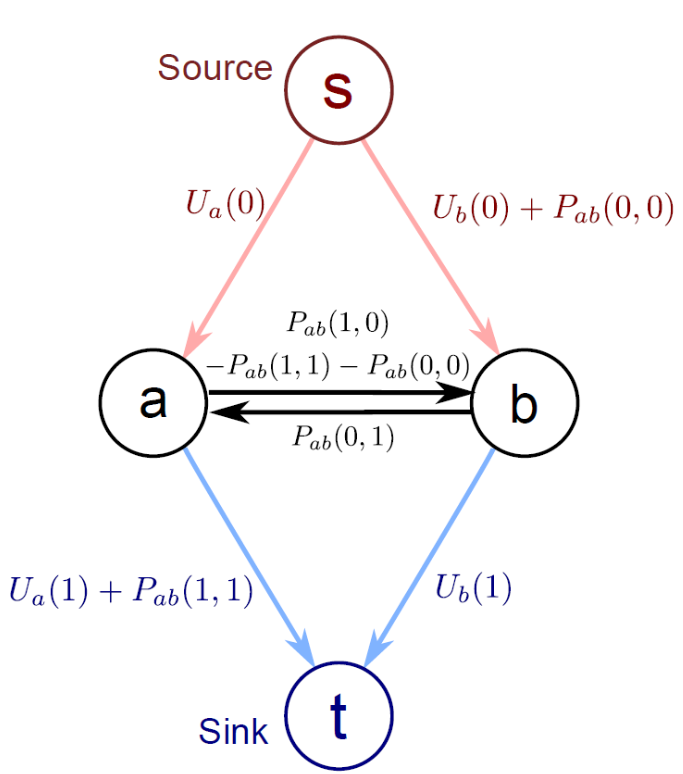 Source
s
U_a(0)
U_b(0) + P_{ab}(0,0)
P_{ab}(1,0)
-P_{ab}(1,1) - P_{ab}(0,0)
a
b
P_{ab}(0,1)
U_a(1) + P_{ab}(1,1)
U_b(1)
t
Sink